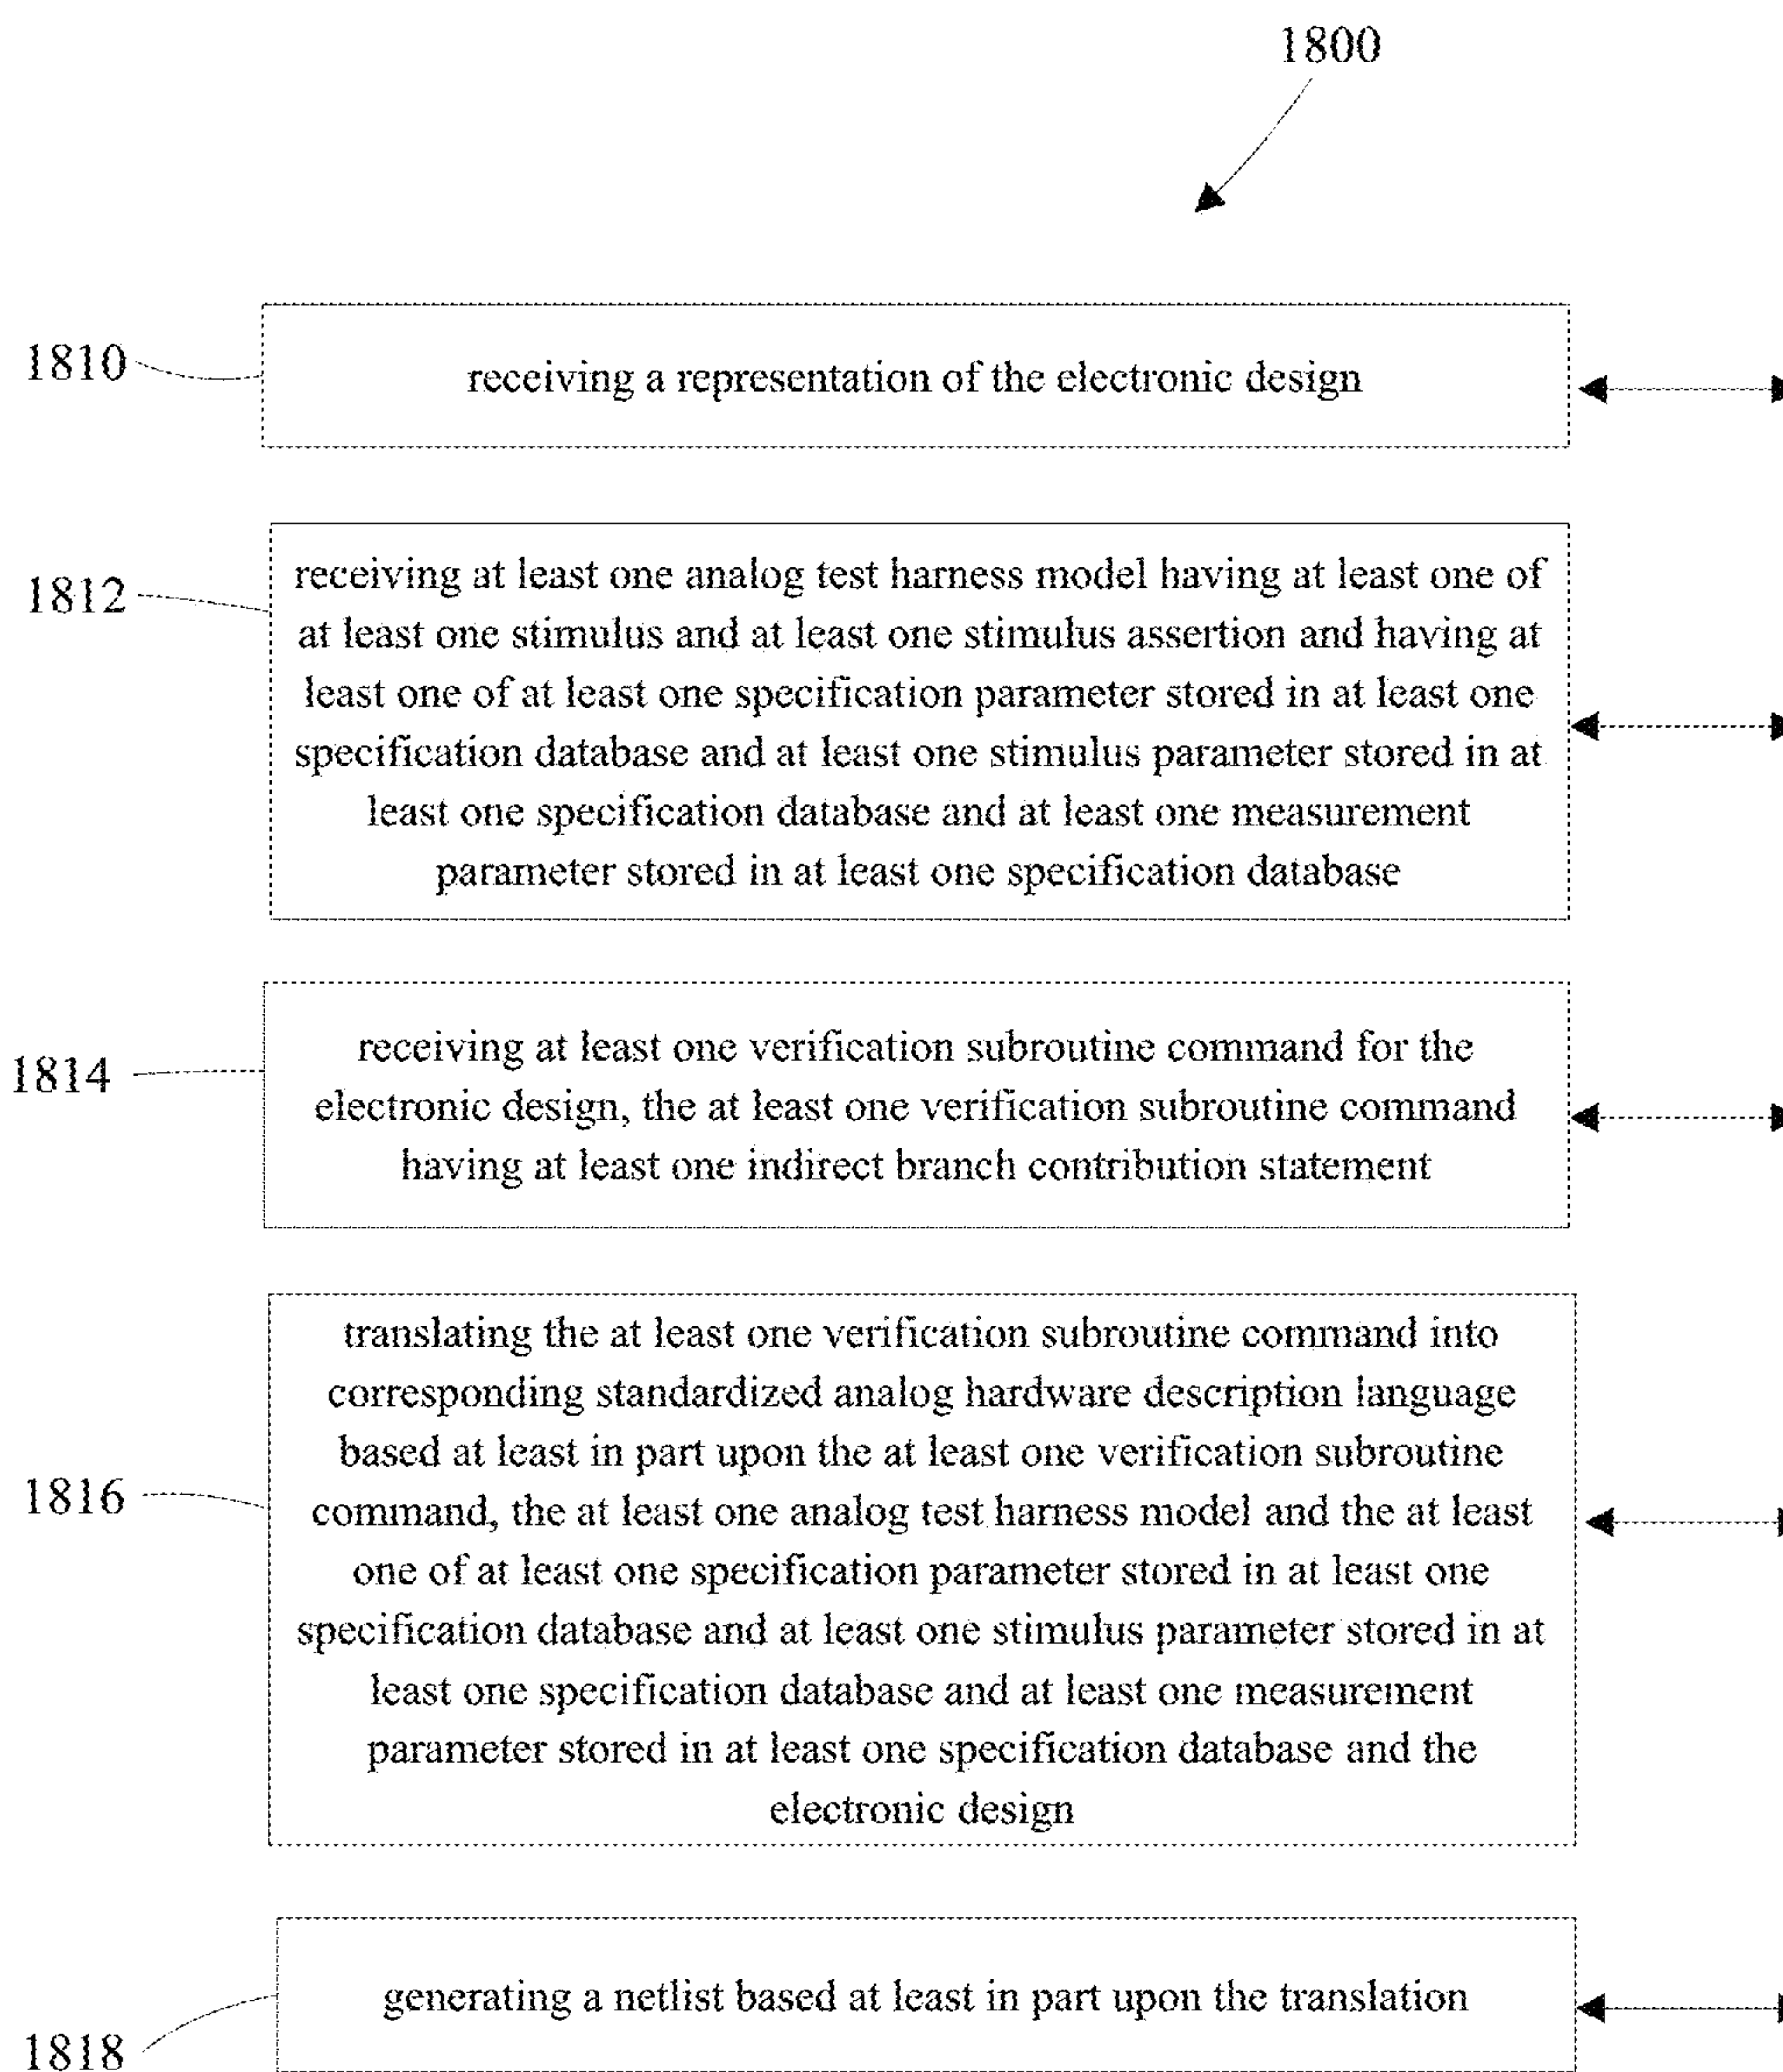 1800
1810
receiving a representation of the electronic design
1812
receiving at least one analog test harness model having at least one of
at least one stimulus and at least one stimulus assertion and having at
least one of at least one specification parameter stored in at least one
specification database and at least one stimulus parameter stored in at
least one specification database and at least one measurement
parameter stored in at least one specification database
1814
receiving at least one verification subroutine command for the
electronic design, the at least one verification subroutine command
having at least one indirect branch contribution statement
1816
translating the at least one verification subroutine command into
corresponding standardized analog hardware description language
based at least in part upon the at least one verification subroutine
command, the at least one analog test harness model and the at least
one of at least one specification parameter stored in at least one
specification database and at least one stimulus parameter stored in at
least one specification database and at least one measurement
parameter stored in at least one specification database and the
electronic design
1818
generating a netlist based at least in part upon the translation